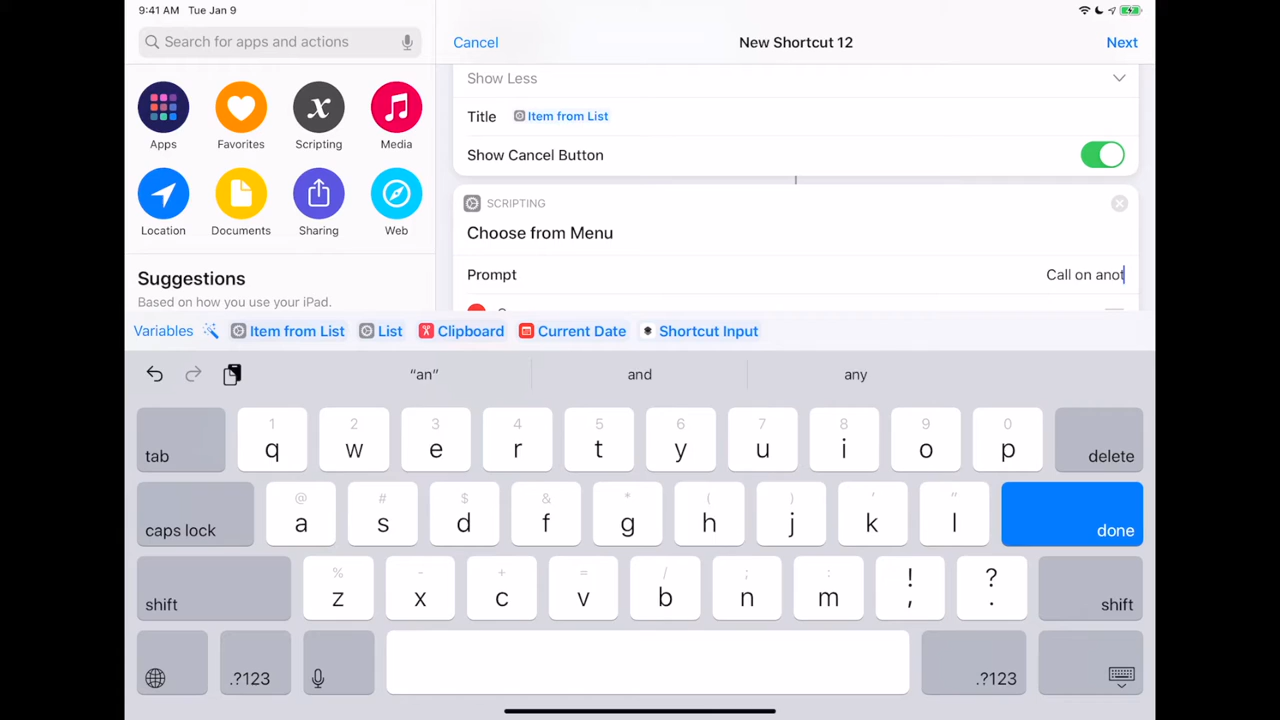 9:41 AM Tue Jan 9
Search for apps and actions
Cancel
New Shortcut 12
Next
Show Less
Apps
Favorites
Scripting
Media
Title Item from List
Show Cancel Button
SCRIPTING
Location
Documents
Sharing
Web
Choose from Menu
Suggestions
Prompt Call on anot
Based on how you use your iPad.
Variables Item from List List Clipboard Current Date Shortcut Input
“an” and any
1 2 3 4 5 6 7 8 9 0
tab q w e r t y u i o p delete
@ # $ & * ( ) ' "
caps lock a s d f g h j k l done
% - + = / ; : ! ?
shift z x c v b n m , . shift
.?123 .?123